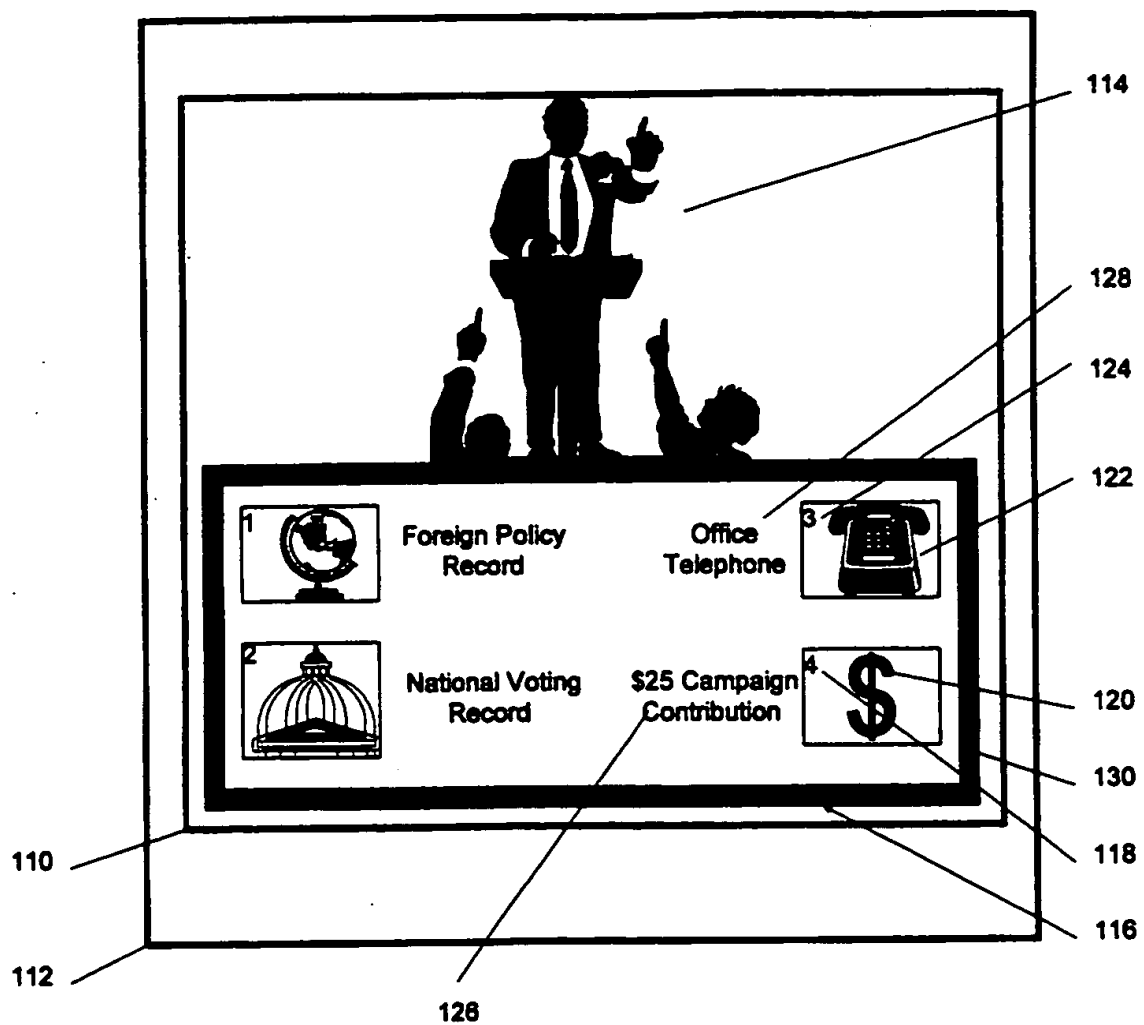 114
128
124
122
1
Foreign Policy
Record
Office
Telephone
3
2
National Voting
Record
$25 Campaign
Contribution
4
120
130
118
116
110
112
126